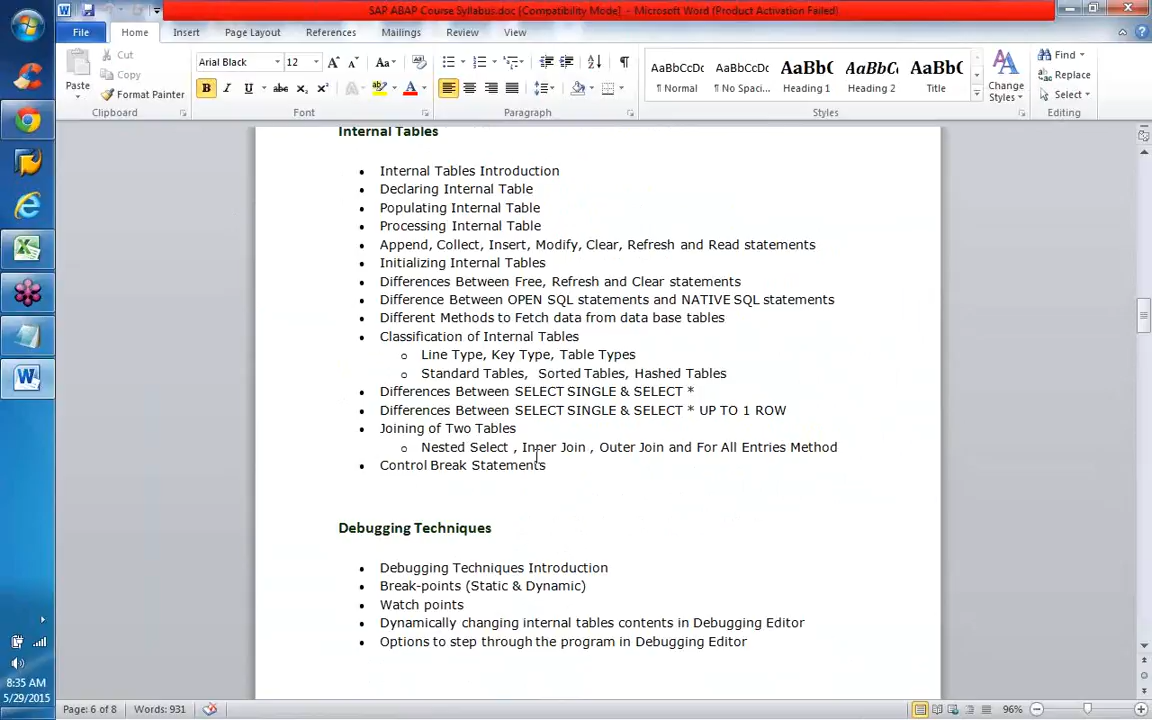 SAP ABAP Course Syllabus.doc [Compatibility Mode] - Microsoft Word (Product Activation Failed)
File Home Insert Page Layout References Mailings Review View
Paste
Cut
Copy
Format Painter
Clipboard
Arial Black 12
Font
Paragraph
AaBbCcDc AaBbCcDc AaBbC AaBbCc AaBbC
¶ Normal ¶ No Spaci... Heading 1 Heading 2 Title
Styles
Change
Styles
Find
Replace
Select
Editing
Internal Tables
• Internal Tables Introduction
• Declaring Internal Table
• Populating Internal Table
• Processing Internal Table
• Append, Collect, Insert, Modify, Clear, Refresh and Read statements
• Initializing Internal Tables
• Differences Between Free, Refresh and Clear statements
• Difference Between OPEN SQL statements and NATIVE SQL statements
• Different Methods to Fetch data from data base tables
• Classification of Internal Tables
o Line Type, Key Type, Table Types
o Standard Tables, Sorted Tables, Hashed Tables
• Differences Between SELECT SINGLE & SELECT *
• Differences Between SELECT SINGLE & SELECT * UP TO 1 ROW
• Joining of Two Tables
o Nested Select , Inner Join , Outer Join and For All Entries Method
• Control Break Statements
Debugging Techniques
• Debugging Techniques Introduction
• Break-points (Static & Dynamic)
• Watch points
• Dynamically changing internal tables contents in Debugging Editor
• Options to step through the program in Debugging Editor
8:35 AM
5/29/2015
Page: 6 of 8 Words: 931 96%